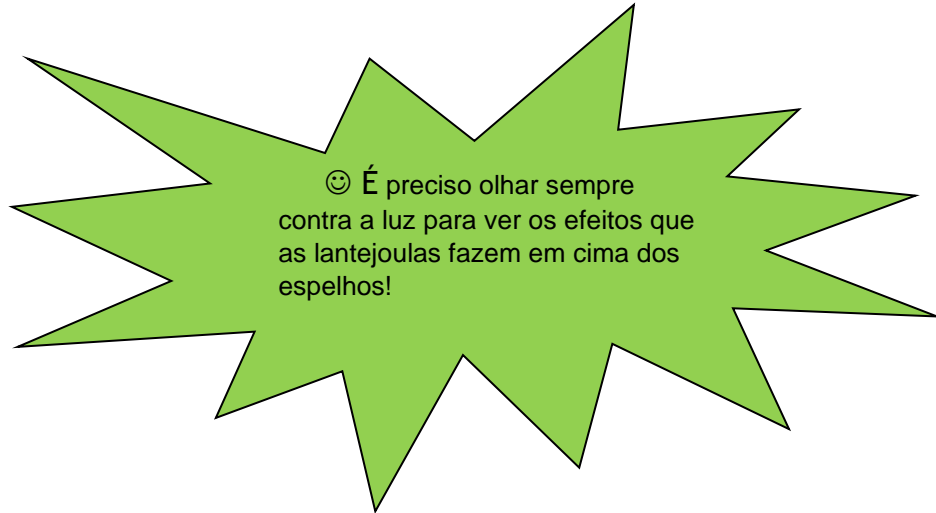 ☺ É preciso olhar sempre
contra a luz para ver os efeitos que
as lantejoulas fazem em cima dos
espelhos!